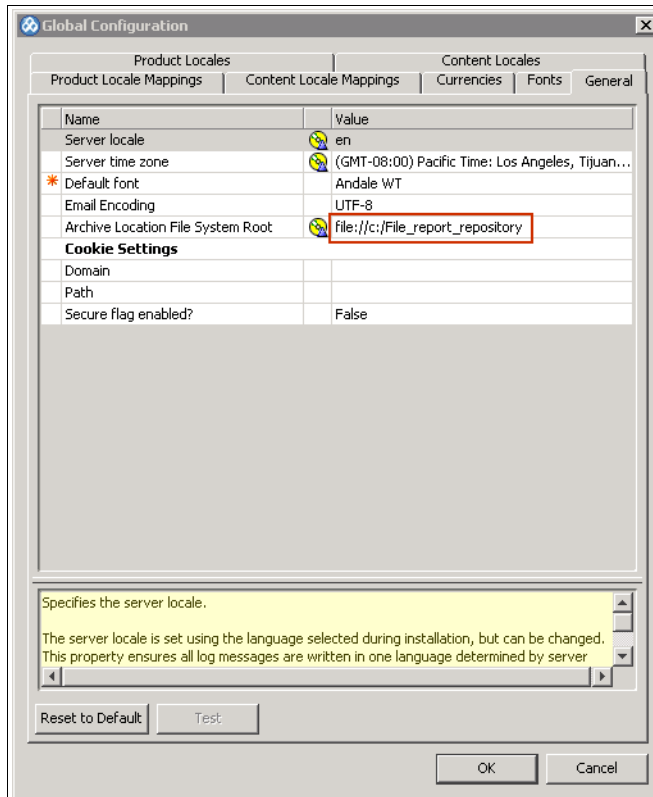 Global Configuration
Product Locales
Content Locales
Product Locale Mappings
Content Locale Mappings
Currencies
Fonts
General
Name
Value
Server locale
en
Server time zone
(GMT-08:00) Pacific Time: Los Angeles, Tijuan...
* Default font
Andale WT
Email Encoding
UTF-8
Archive Location File System Root
file://c:/File_report_repository
Cookie Settings
Domain
Path
Secure flag enabled?
False
Specifies the server locale.
The server locale is set using the language selected during installation, but can be changed.
This property ensures all log messages are written in one language determined by server
Reset to Default
Test
OK
Cancel